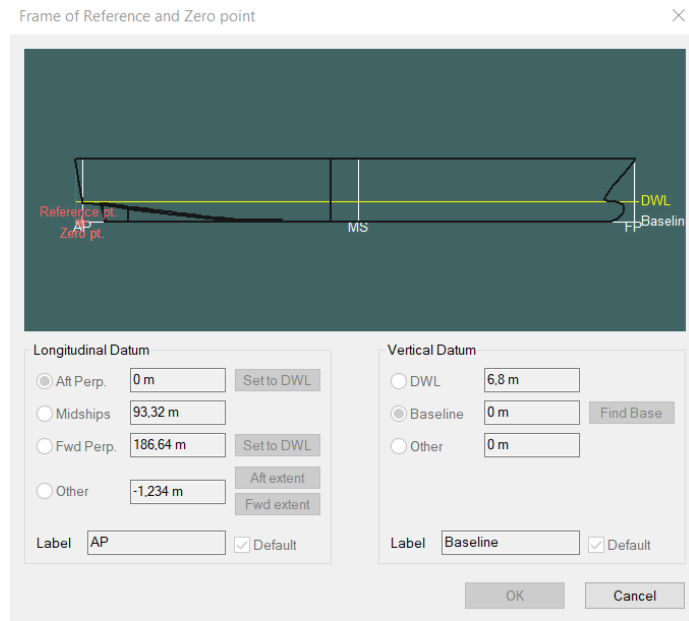 Frame of Reference and Zero point
DWL
Reference pt.
AP
MS
FP
Baselin
Zero pt.
Longitudinal Datum
Aft Perp.
0 m
Set to DWL
Midships
93,32 m
Fwd Perp.
186,64 m
Set to DWL
Other
-1,234 m
Aft extent
Fwd extent
Label
AP
Default
Vertical Datum
DWL
6,8 m
Baseline
0 m
Find Base
Other
0 m
Label
Baseline
Default
OK
Cancel